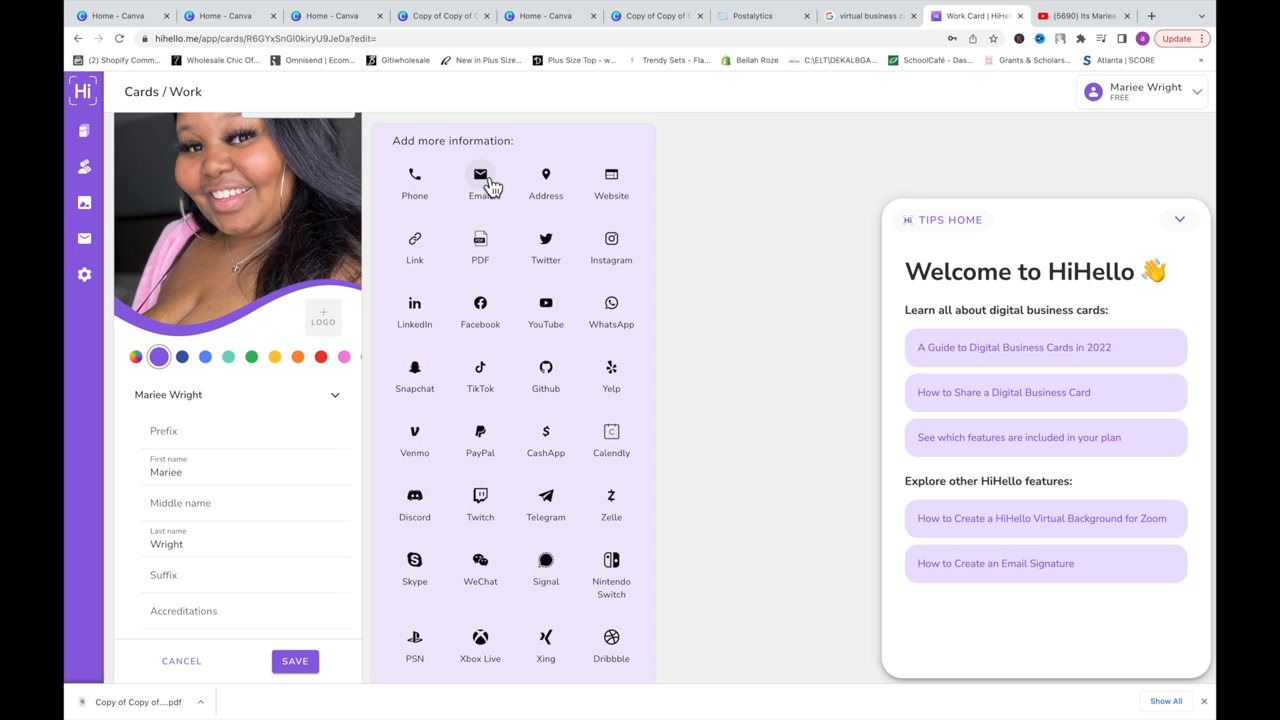 Home - Canva
Home - Canva
Home - Canva
Copy of Copy of C
Home - Canva
Copy of Copy of C
Postalytics
virtual business c
Work Card | HiHel
(5690) Its Mariee
hihello.me/app/cards/R6GYxSnGl0kiryU9JeDa?edit=
Update
(2) Shopify Comm...
Wholesale Chic Of...
Omnisend | Ecom...
Gitiwholesale
New in Plus Size...
Plus Size Top - w...
Trendy Sets - Fla...
Bellah Roze
C:\ELT\DEKALBGA...
SchoolCafé - Das...
Grants & Scholars...
Atlanta | SCORE
»
Hi
Cards / Work
Mariee Wright
FREE
LOGO
Mariee Wright
Prefix
First name
Mariee
Middle name
Last name
Wright
Suffix
Accreditations
CANCEL
SAVE
Add more information:
Phone
Email
Address
Website
Link
PDF
Twitter
Instagram
LinkedIn
Facebook
YouTube
WhatsApp
Snapchat
TikTok
Github
Yelp
Venmo
PayPal
CashApp
Calendly
Discord
Twitch
Telegram
Zelle
Skype
WeChat
Signal
Nintendo
Switch
PSN
Xbox Live
Xing
Dribbble
Hi TIPS HOME
Welcome to HiHello 👋
Learn all about digital business cards:
A Guide to Digital Business Cards in 2022
How to Share a Digital Business Card
See which features are included in your plan
Explore other HiHello features:
How to Create a HiHello Virtual Background for Zoom
How to Create an Email Signature
Copy of Copy of....pdf
Show All